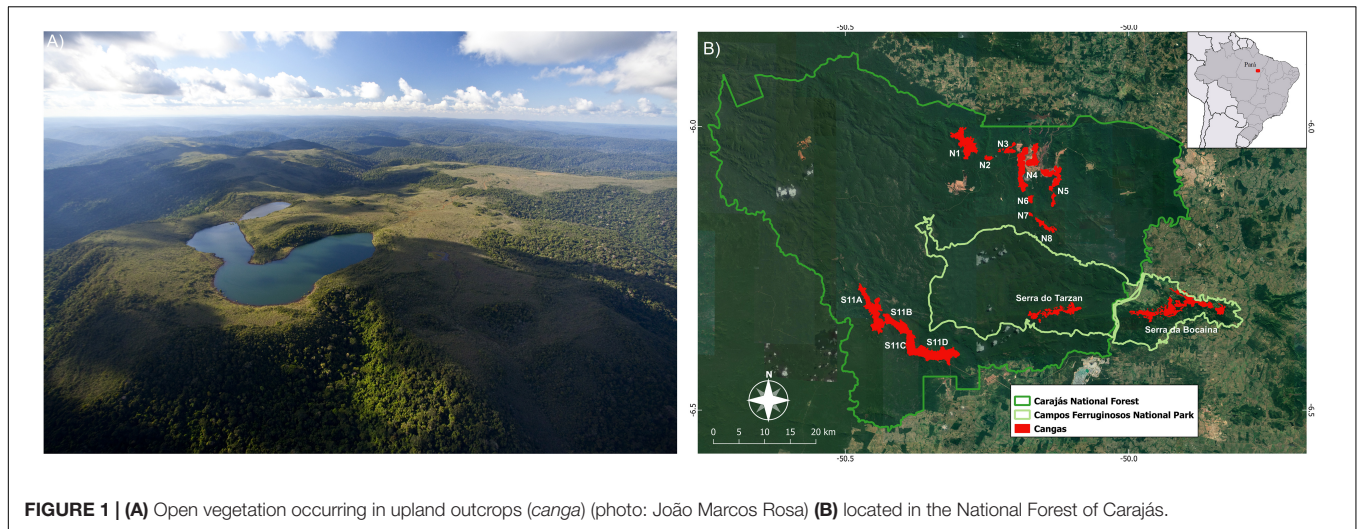 A)
B)
-50.5
-50.0
Pará
-6.0
-6.0
N1
N2
N3
N4
N5
N6
N7
N8
S11A
S11B
S11C
S11D
Serra do Tarzan
Serra da Bocaina
N
0 5 10 15 20 km
Carajás National Forest
Campos Ferruginosos National Park
Cangas
-6.5
-6.5
-50.5
-50.0
FIGURE 1 | (A) Open vegetation occurring in upland outcrops (canga) (photo: João Marcos Rosa) (B) located in the National Forest of Carajás.